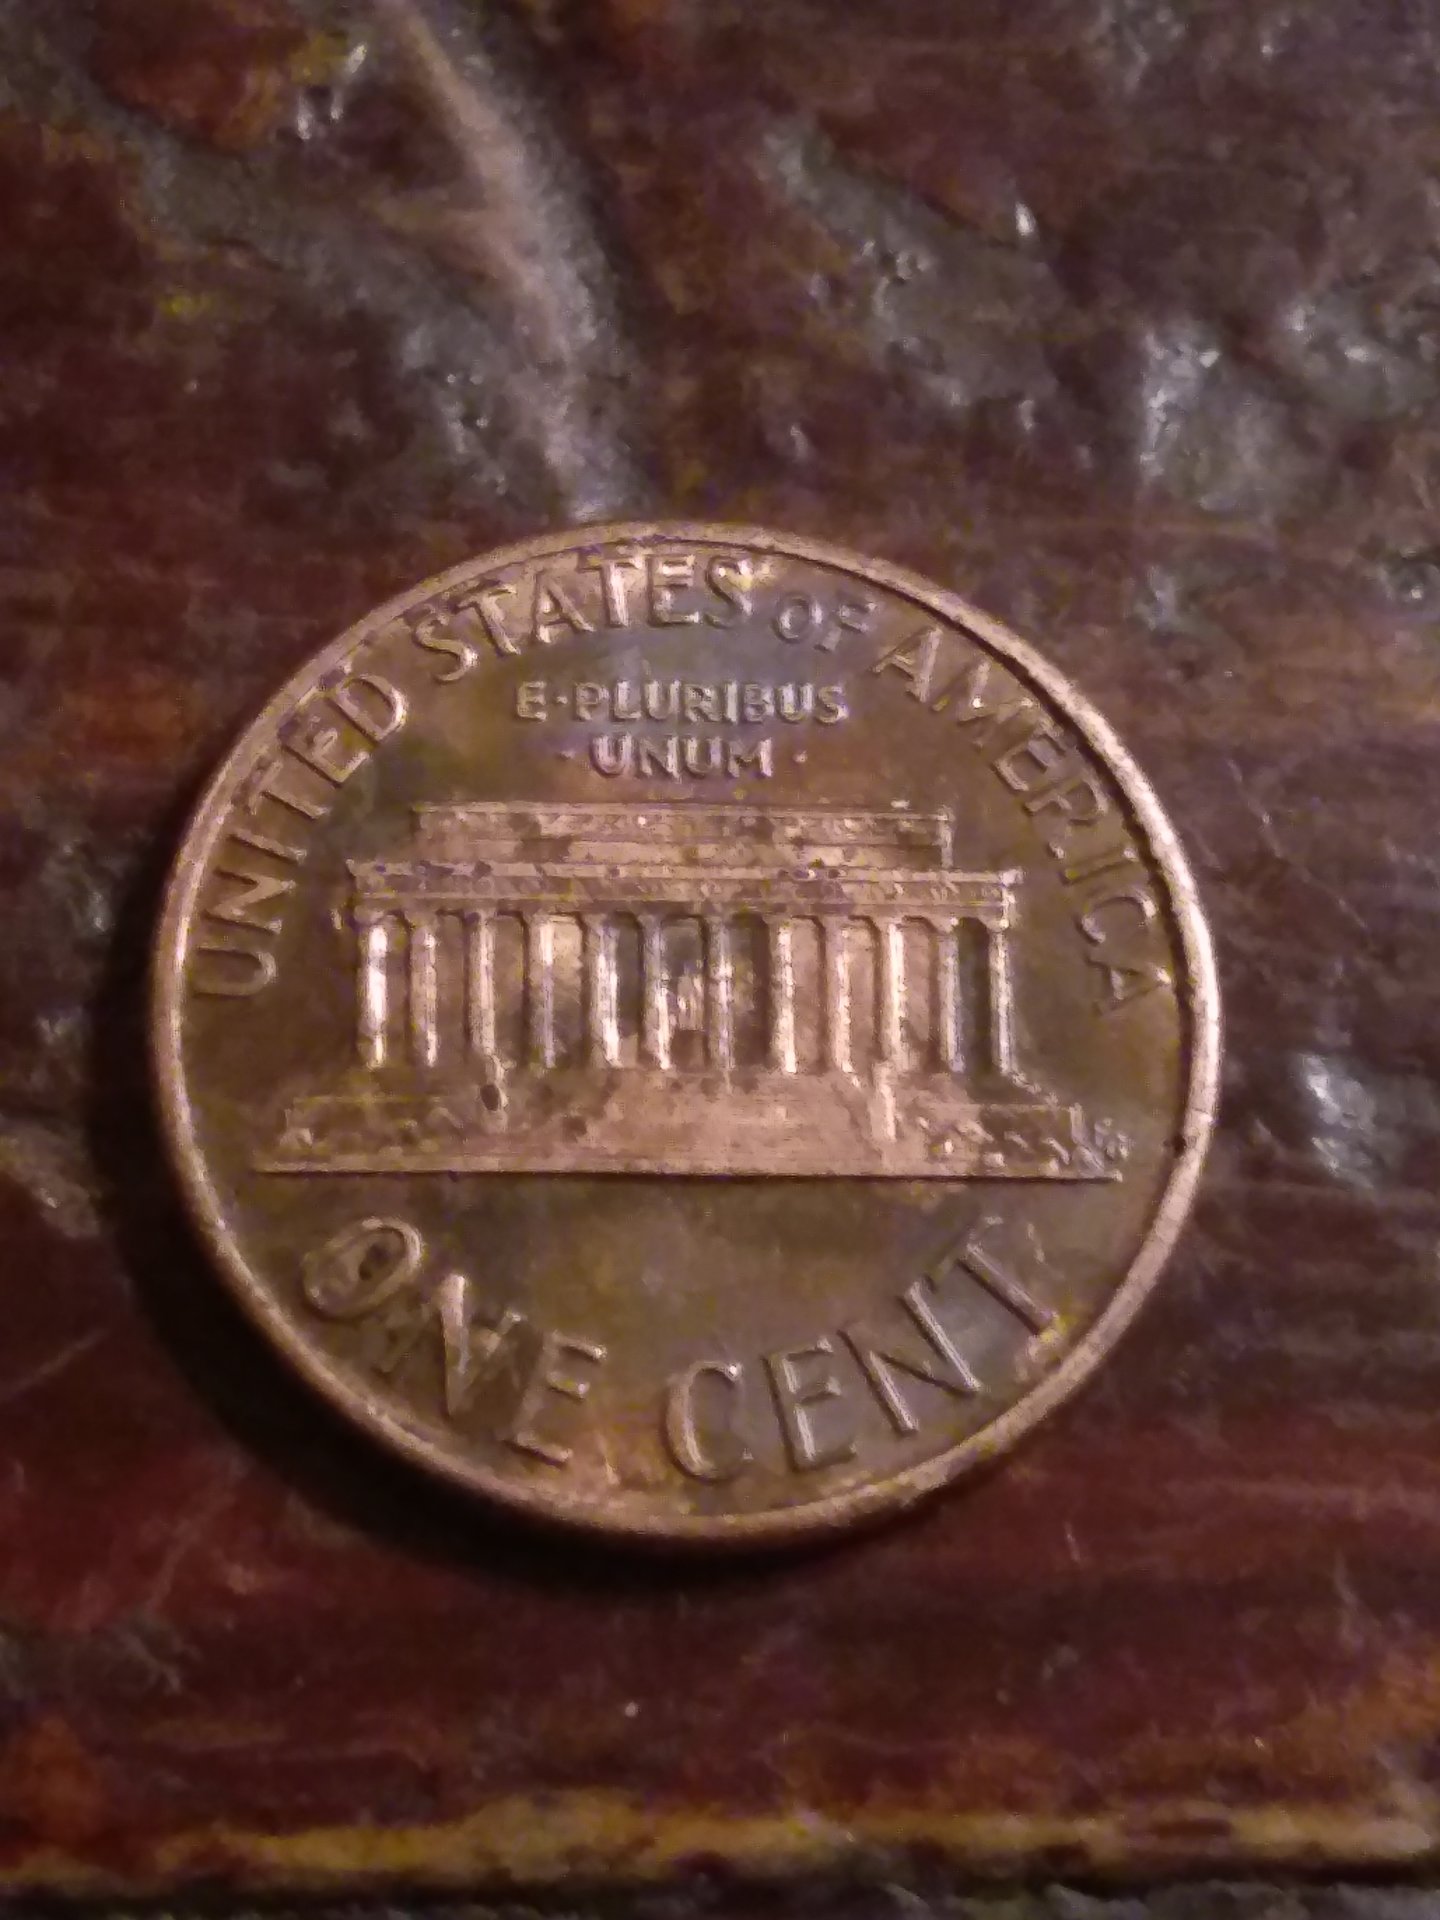 UNITED STATES OF AMERICA
E·PLURIBUS
·UNUM·
ONE CENT